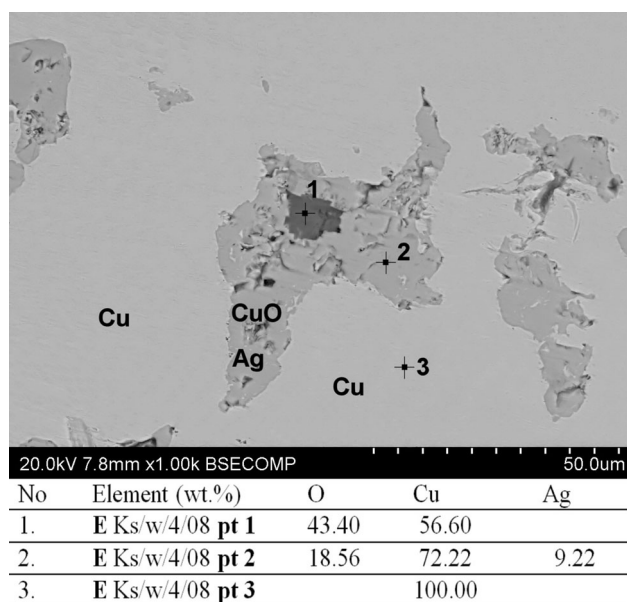 1
2
Cu
CuO
Ag
3
Cu
20.0kV 7.8mm x1.00k BSECOMP 50.0um
No Element (wt.%) O Cu Ag
1. E Ks/w/4/08 pt 1 43.40 56.60
2. E Ks/w/4/08 pt 2 18.56 72.22 9.22
3. E Ks/w/4/08 pt 3 100.00